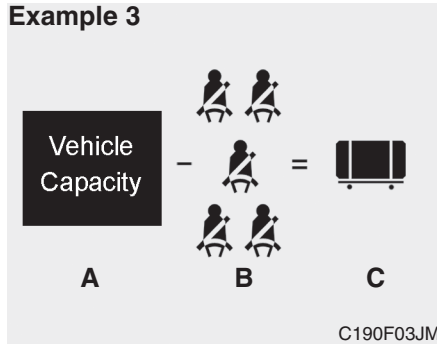 Example 3
Vehicle
Capacity
–
=
A
B
C
C190F03JM